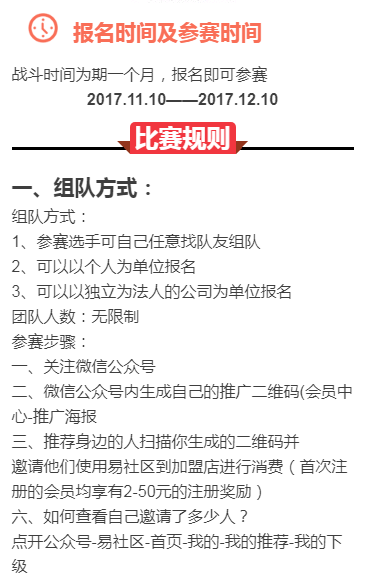 报名时间及参赛时间
战斗时间为期一个月，报名即可参赛
2017.11.10——2017.12.10
比赛规则
一、组队方式：
组队方式：
1、参赛选手可自己任意找队友组队
2、可以以个人为单位报名
3、可以以独立为法人的公司为单位报名
团队人数：无限制
参赛步骤：
一、关注微信公众号
二、微信公众号内生成自己的推广二维码(会员中
心-推广海报
三、推荐身边的人扫描你生成的二维码并
邀请他们使用易社区到加盟店进行消费（首次注
册的会员均享有2-50元的注册奖励）
六、如何查看自己邀请了多少人？
点开公众号-易社区-首页-我的-我的推荐-我的下
级